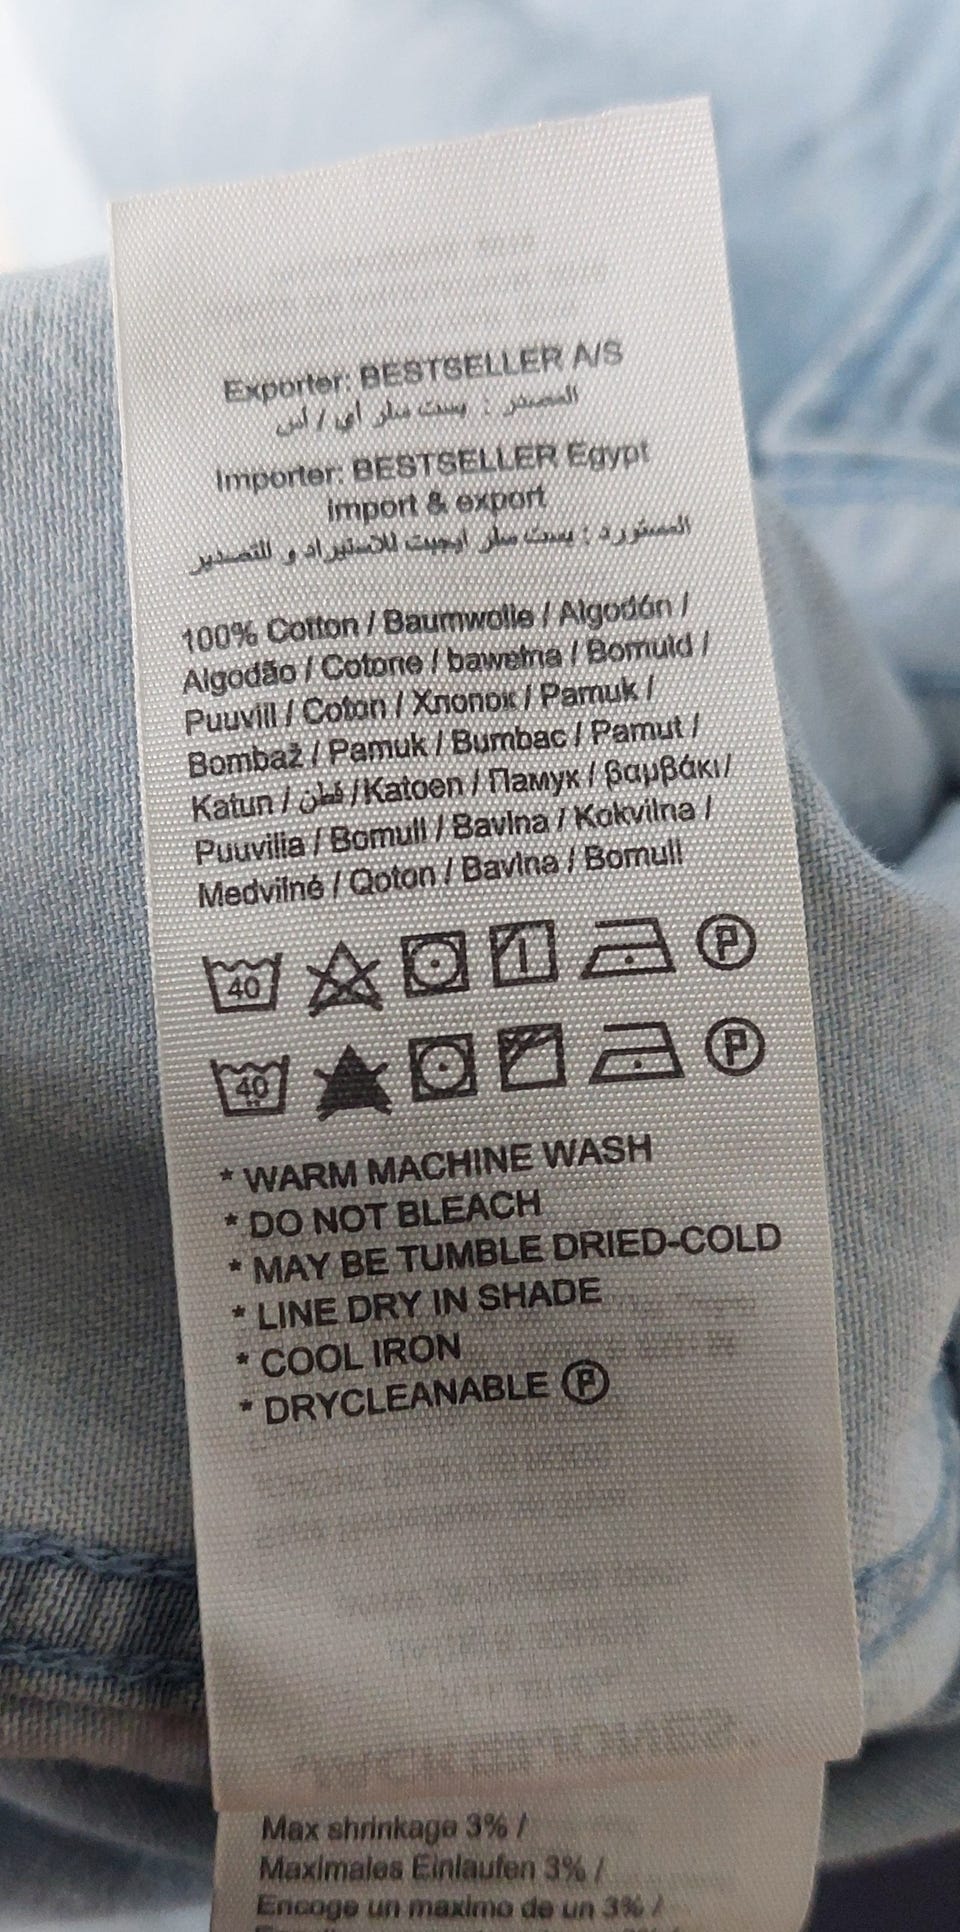 Exporter: BESTSELLER A/S
المصدر : بست سلر أي / أس
Importer: BESTSELLER Egypt
import & export
المستورد : بست سلر ايجيبت للاستيراد و التصدير
100% Cotton / Baumwolle / Algodón /
Algodão / Cotone / bawełna / Bomuld /
Puuvill / Coton / Хлопок / Pamuk /
Bombaž / Pamuk / Bumbac / Pamut /
Katun / قطن / Katoen / Памук / βαμβάκι /
Puuvilla / Bomull / Bavlna / Kokvilna /
Medvilnė / Qoton / Bavlna / Bomull
40 P
40 P
* WARM MACHINE WASH
* DO NOT BLEACH
* MAY BE TUMBLE DRIED-COLD
* LINE DRY IN SHADE
* COOL IRON
* DRYCLEANABLE P
Max shrinkage 3% /
Maximales Einlaufen 3% /
Encoge un maximo de un 3% /